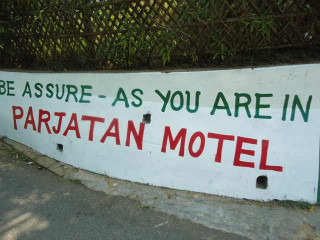 BE ASSURE - AS YOU ARE IN
PARJATAN MOTEL